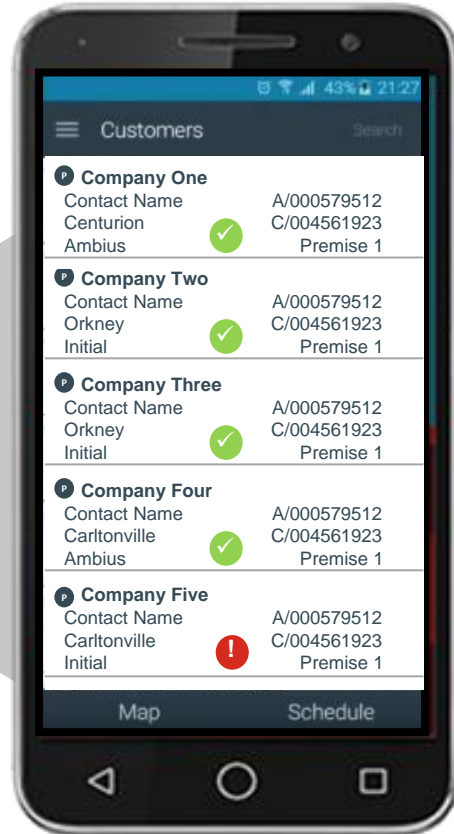 43% 21:27
Customers Search
P Company One
Contact Name A/000579512
Centurion C/004561923
Ambius Premise 1
P Company Two
Contact Name A/000579512
Orkney C/004561923
Initial Premise 1
P Company Three
Contact Name A/000579512
Orkney C/004561923
Initial Premise 1
P Company Four
Contact Name A/000579512
Carltonville C/004561923
Ambius Premise 1
P Company Five
Contact Name A/000579512
Carltonville C/004561923
Initial ! Premise 1
Map Schedule